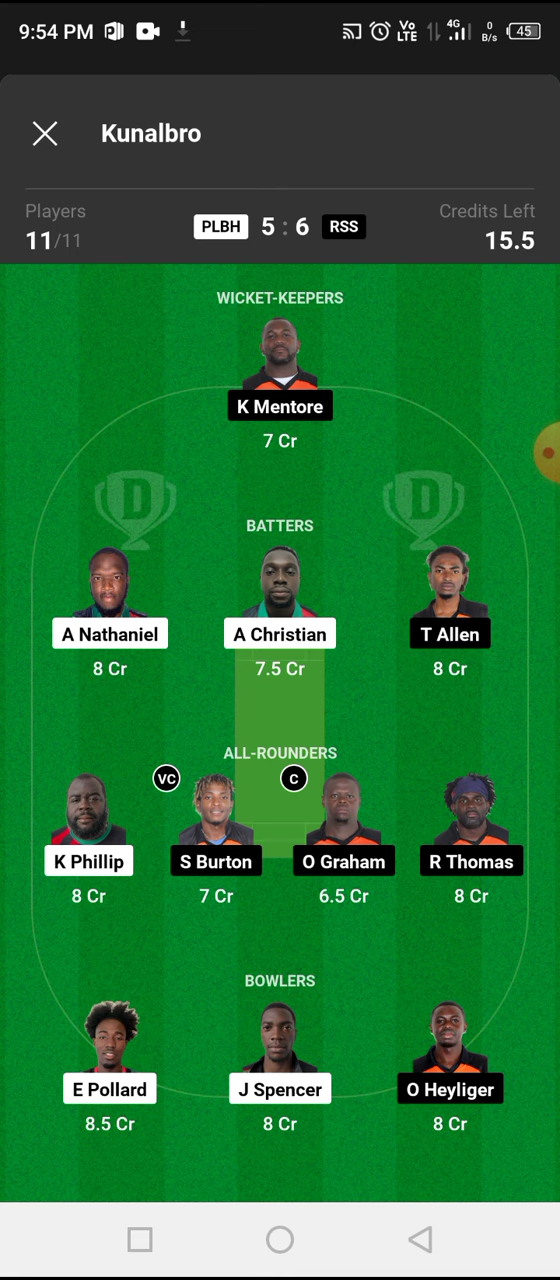 9:54 PM
Vo
LTE
4G
0
B/s
45
Kunalbro
Players
11/11
PLBH 5 : 6 RSS
Credits Left
15.5
WICKET-KEEPERS
K Mentore
7 Cr
D D
BATTERS
A Nathaniel A Christian T Allen
8 Cr 7.5 Cr 8 Cr
ALL-ROUNDERS
VC C
K Phillip S Burton O Graham R Thomas
8 Cr 7 Cr 6.5 Cr 8 Cr
BOWLERS
E Pollard J Spencer O Heyliger
8.5 Cr 8 Cr 8 Cr